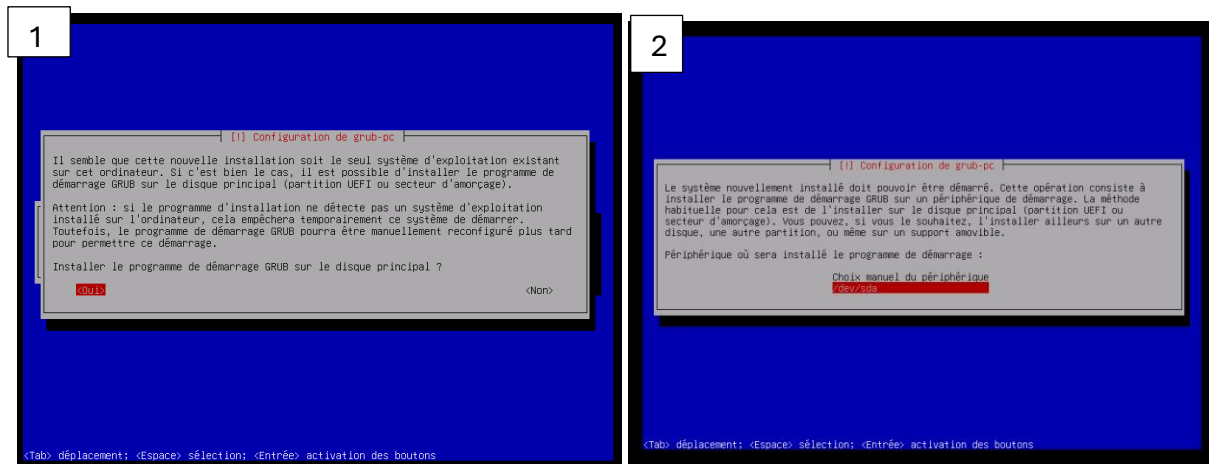 1
[!] Configuration de grub-pc
Il semble que cette nouvelle installation soit le seul système d'exploitation existant
sur cet ordinateur. Si c'est bien le cas, il est possible d'installer le programme de
démarrage GRUB sur le disque principal (partition UEFI ou secteur d'amorçage).
Attention : si le programme d'installation ne détecte pas un système d'exploitation
installé sur l'ordinateur, cela empêchera temporairement ce système de démarrer.
Toutefois, le programme de démarrage GRUB pourra être manuellement reconfiguré plus tard
pour permettre ce démarrage.
Installer le programme de démarrage GRUB sur le disque principal ?
<Oui> <Non>
<Tab> déplacement; <Espace> sélection; <Entrée> activation des boutons
2
[!] Configuration de grub-pc
Le système nouvellement installé doit pouvoir être démarré. Cette opération consiste à
installer le programme de démarrage GRUB sur un périphérique de démarrage. La méthode
habituelle pour cela est de l'installer sur le disque principal (partition UEFI ou
secteur d'amorçage). Vous pouvez, si vous le souhaitez, l'installer ailleurs sur un autre
disque, une autre partition, ou même sur un support amovible.
Périphérique où sera installé le programme de démarrage :
Choix manuel du périphérique
/dev/sda
<Tab> déplacement; <Espace> sélection; <Entrée> activation des boutons